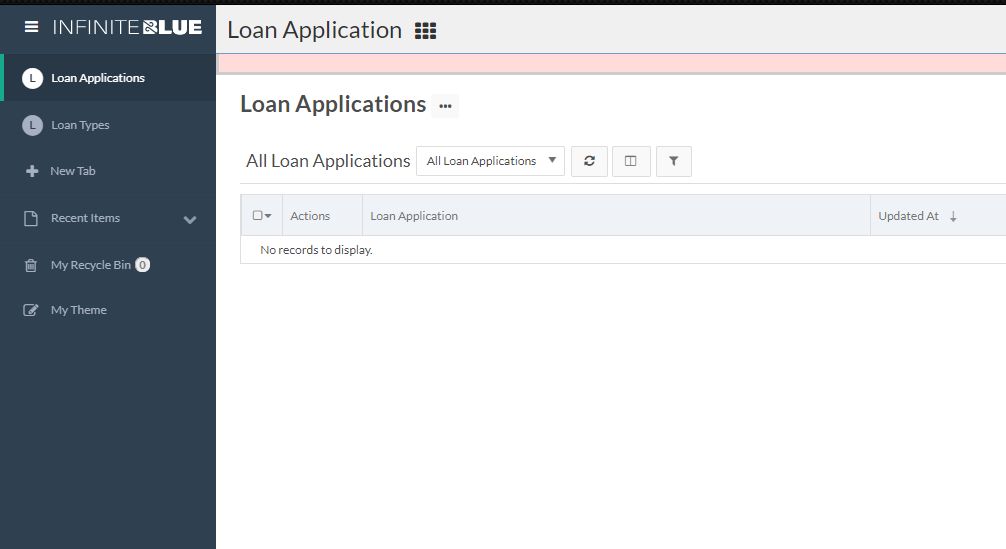 INFINITEBLUE
Loan Application
L Loan Applications
L Loan Types
New Tab
Recent Items
My Recycle Bin 0
My Theme
Loan Applications ...
All Loan Applications All Loan Applications
Actions Loan Application Updated At
No records to display.